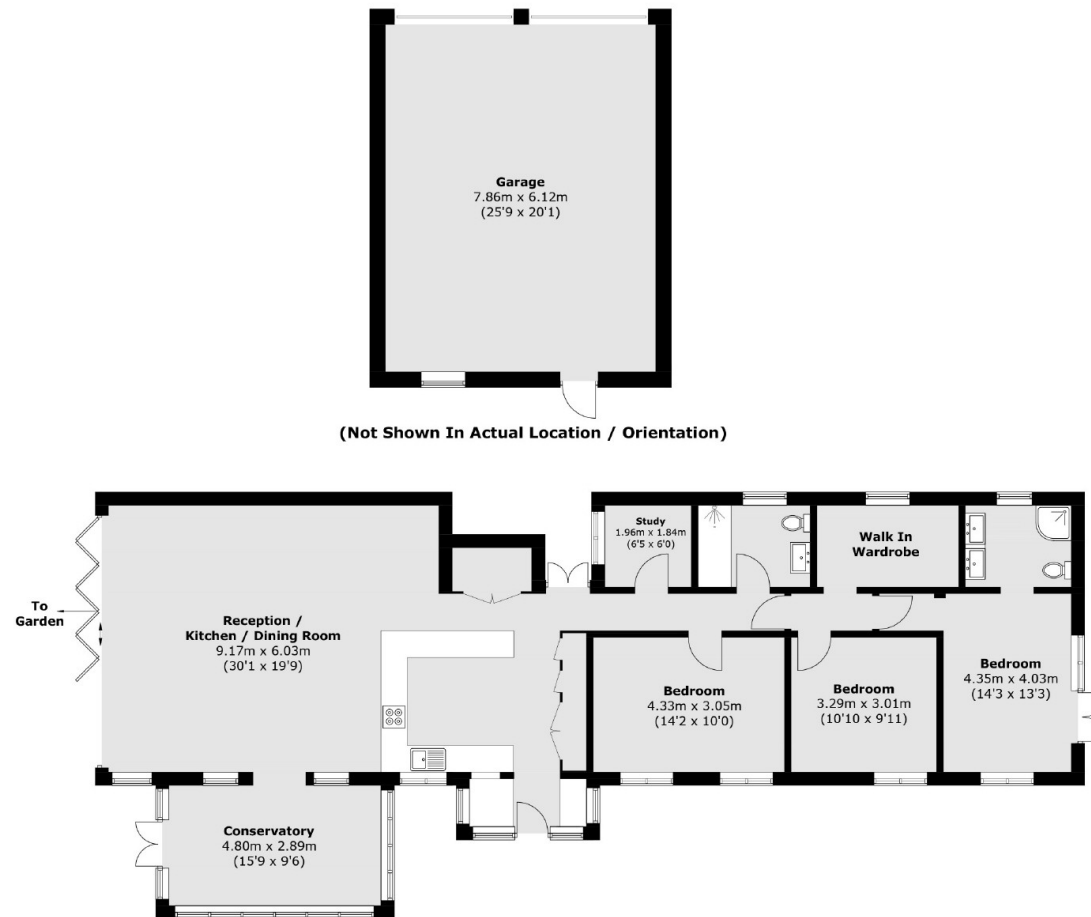 Garage
7.86m x 6.12m
(25'9 x 20'1)
(Not Shown In Actual Location / Orientation)
To
Garden
Reception /
Kitchen / Dining Room
9.17m x 6.03m
(30'1 x 19'9)
Study
1.96m x 1.84m
(6'5 x 6'0)
Walk In
Wardrobe
Bedroom
4.33m x 3.05m
(14'2 x 10'0)
Bedroom
3.29m x 3.01m
(10'10 x 9'11)
Bedroom
4.35m x 4.03m
(14'3 x 13'3)
Conservatory
4.80m x 2.89m
(15'9 x 9'6)